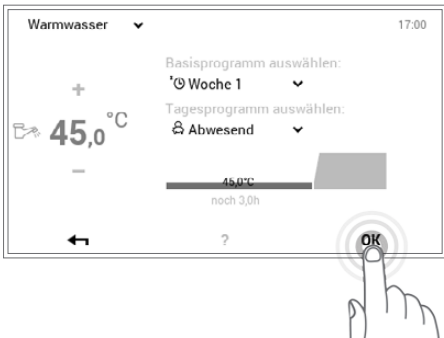 Warmwasser 17:00
Basisprogramm auswählen:
Woche 1
Tagesprogramm auswählen:
Abwesend
+
45,0°C
−
45,0°C
noch 3,0h
?
OK